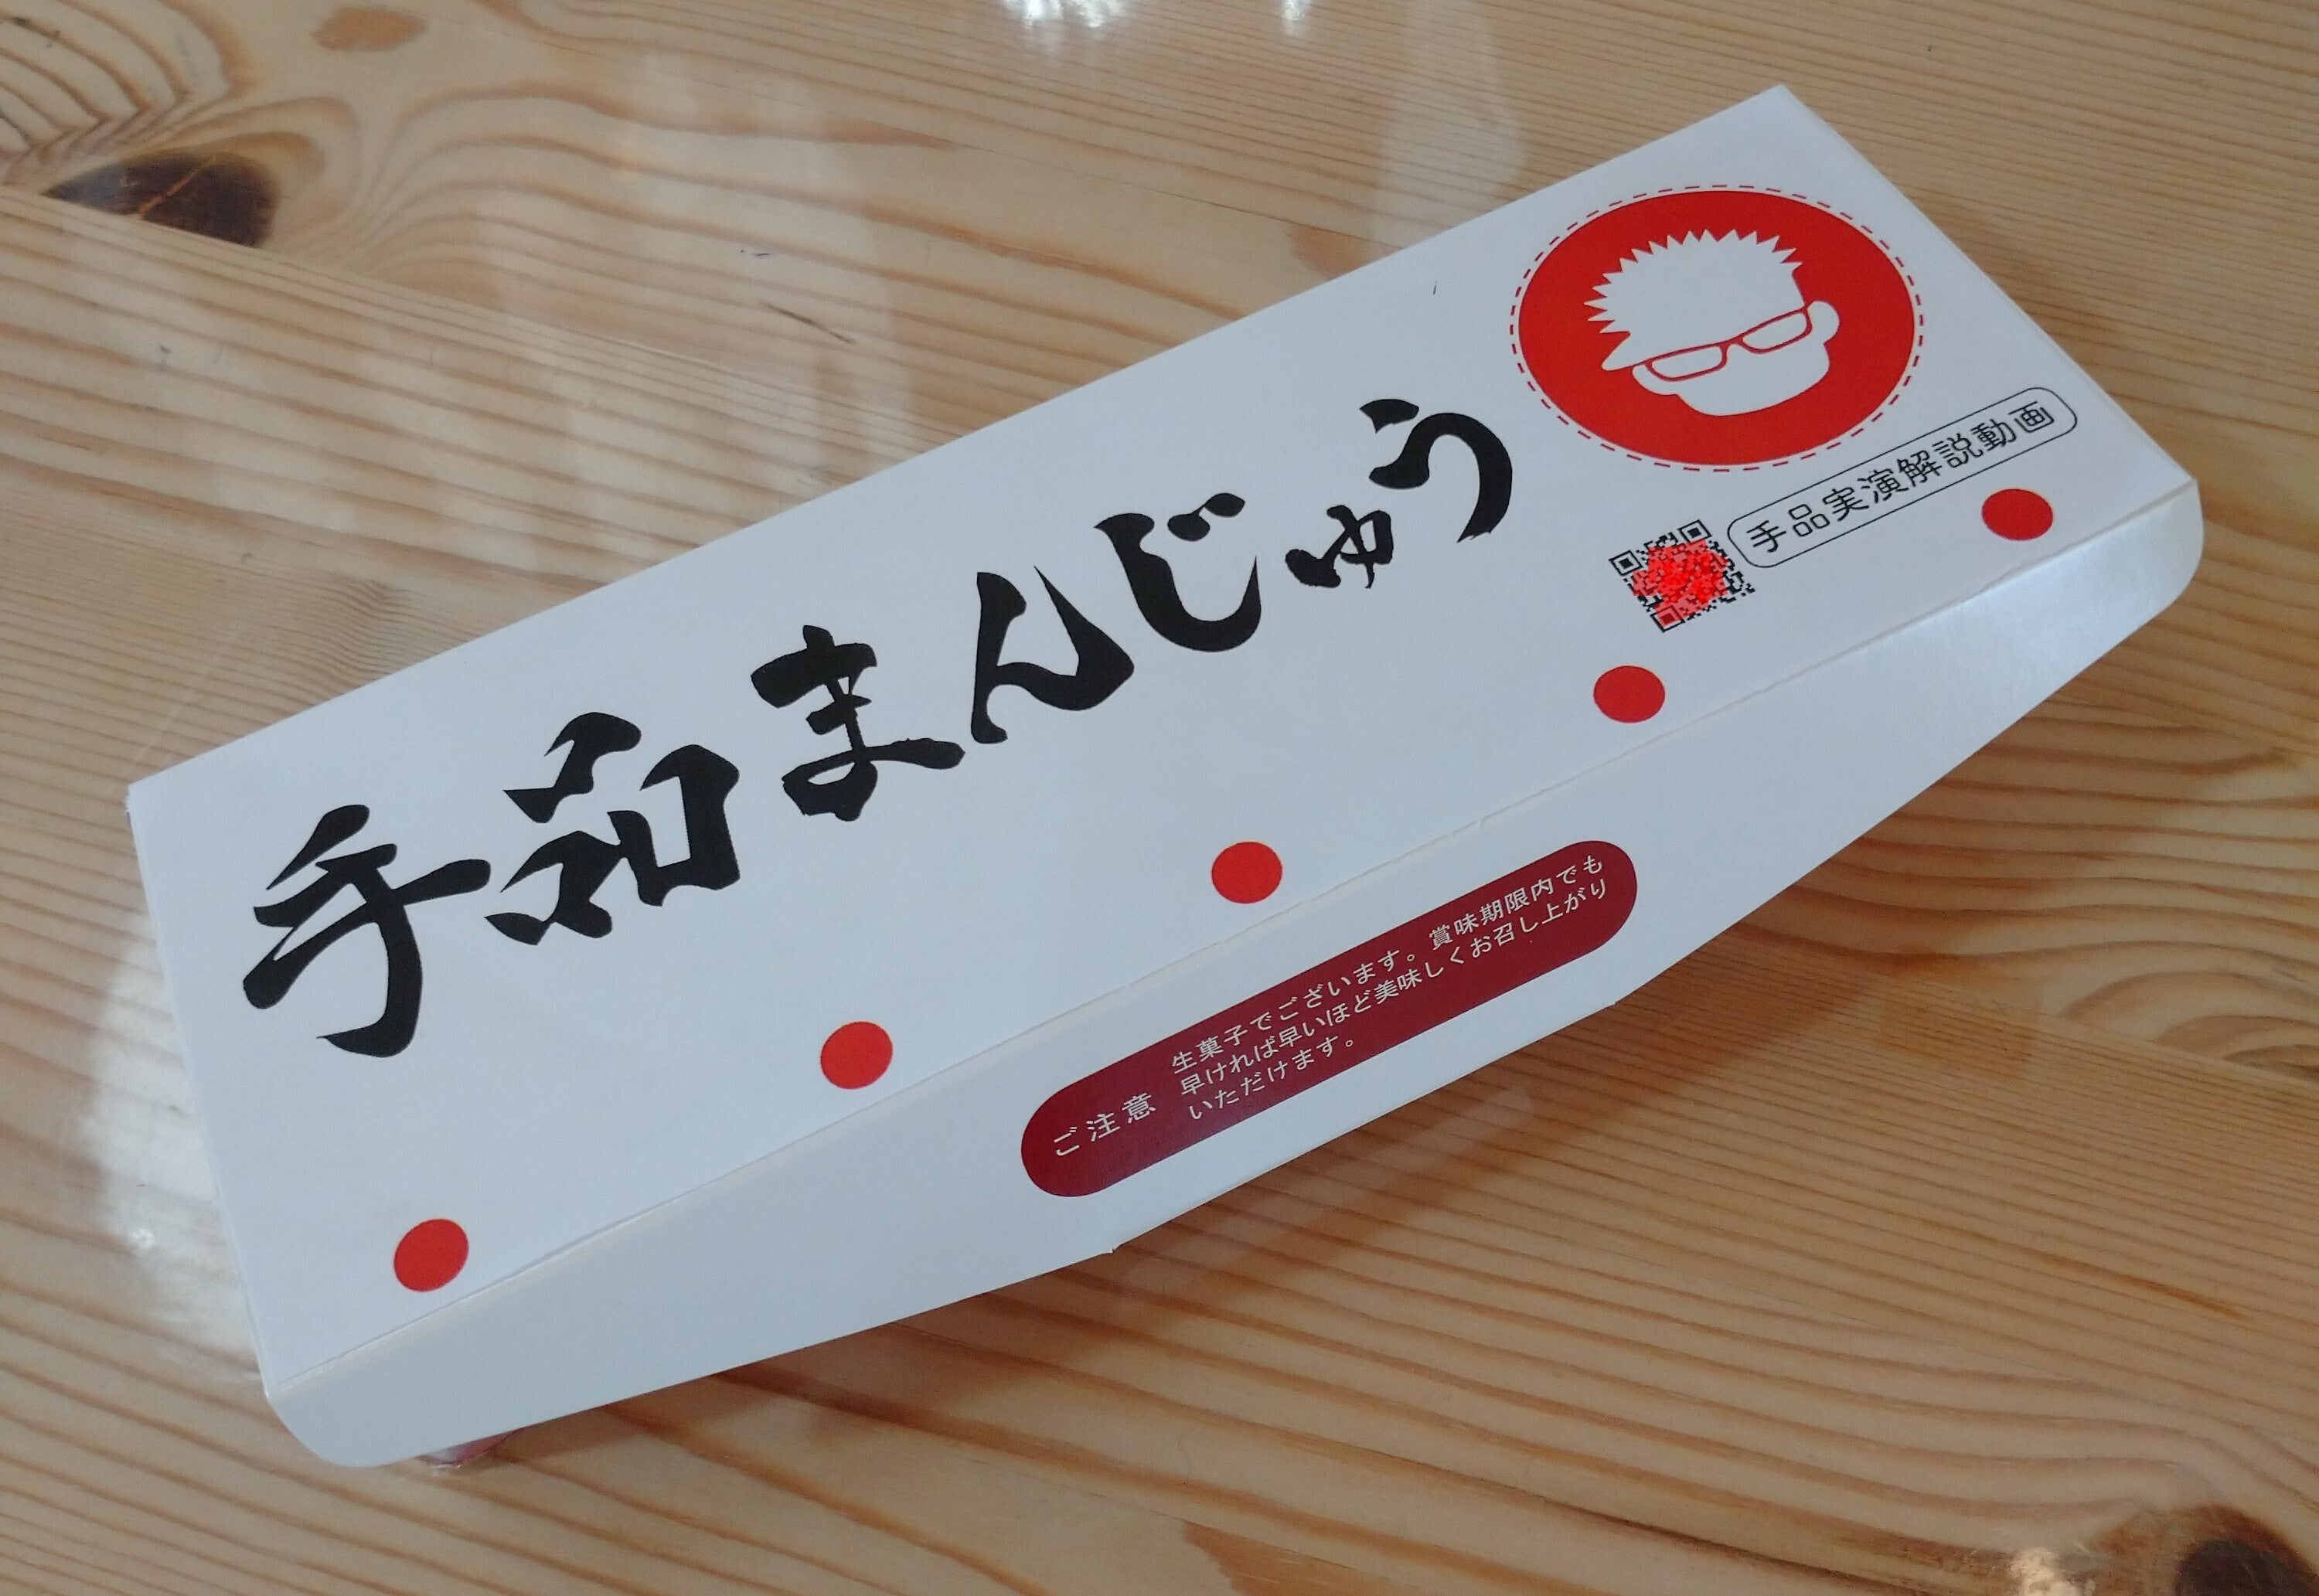 手品まんじゅう
手品実演解説動画
ご注意
生菓子でございます。賞味期限内でも
早ければ早いほど美味しくお召し上がり
いただけます。